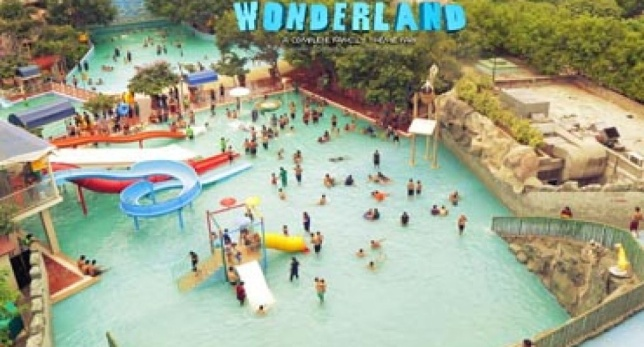 WONDERLAND
A COMPLETE FAMILY THEME PARK